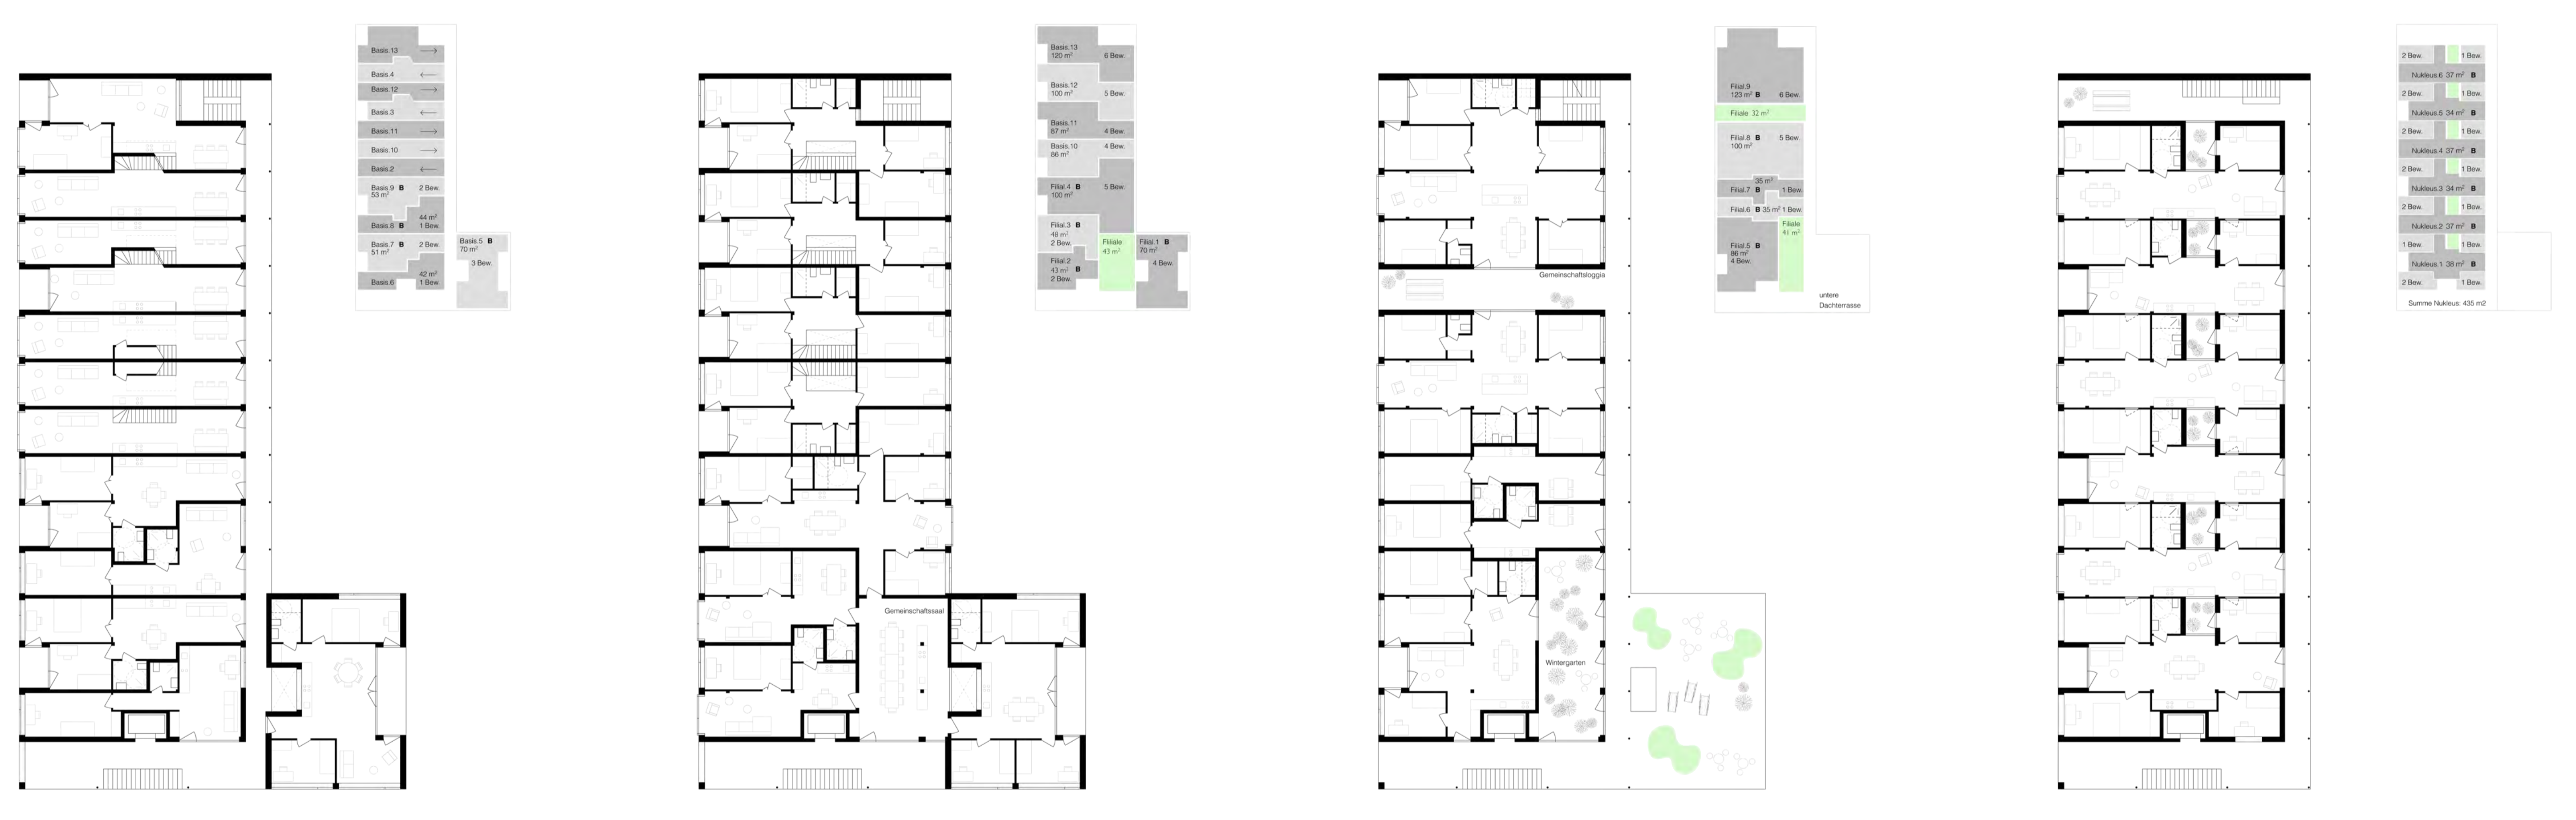 Basis.13
Basis.4
Basis.12
Basis.3
Basis.11
Basis.10
Basis.2
Basis.9 B 2 Bew.
53 m²
44 m²
Basis.8 B 1 Bew.
Basis.7 B 2 Bew.
51 m²
42 m²
Basis.6 1 Bew.
Basis.5 B
70 m²
3 Bew.
Basis.13
120 m² 6 Bew.
Basis.12
100 m² 5 Bew.
Basis.11
87 m² 4 Bew.
Basis.10 4 Bew.
86 m²
Filial.4 B 5 Bew.
100 m²
Filial.3 B
48 m²
2 Bew.
Filial.2
43 m² B
2 Bew.
Filiale
43 m²
Filial.1 B
70 m²
4 Bew.
Gemeinschaftssaal
Filial.9
123 m² B 6 Bew.
Filiale 32 m²
Filial.8 B 5 Bew.
100 m²
35 m²
Filial.7 B 1 Bew.
Filial.6 B 35 m² 1 Bew.
Filiale
41 m²
Filial.5 B
86 m²
4 Bew.
untere
Dachterrasse
Gemeinschaftsloggia
Wintergarten
2 Bew. 1 Bew.
Nukleus.6 37 m² B
2 Bew. 1 Bew.
Nukleus.5 34 m² B
2 Bew. 1 Bew.
Nukleus.4 37 m² B
2 Bew. 1 Bew.
Nukleus.3 34 m² B
2 Bew. 1 Bew.
Nukleus.2 37 m² B
1 Bew. 1 Bew.
Nukleus.1 38 m² B
2 Bew. 1 Bew.
Summe Nukleus: 435 m2